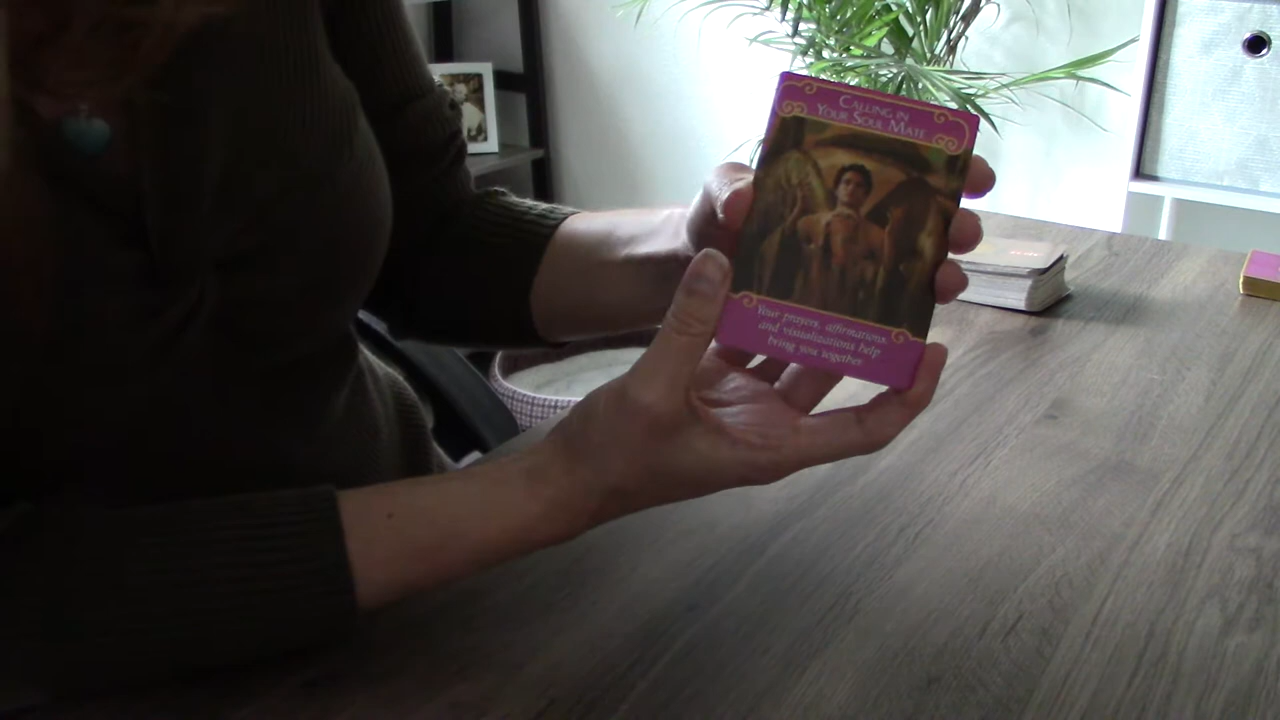 CALLING IN
YOUR SOUL MATE
Your prayers, affirmations,
and visualizations help
bring you together